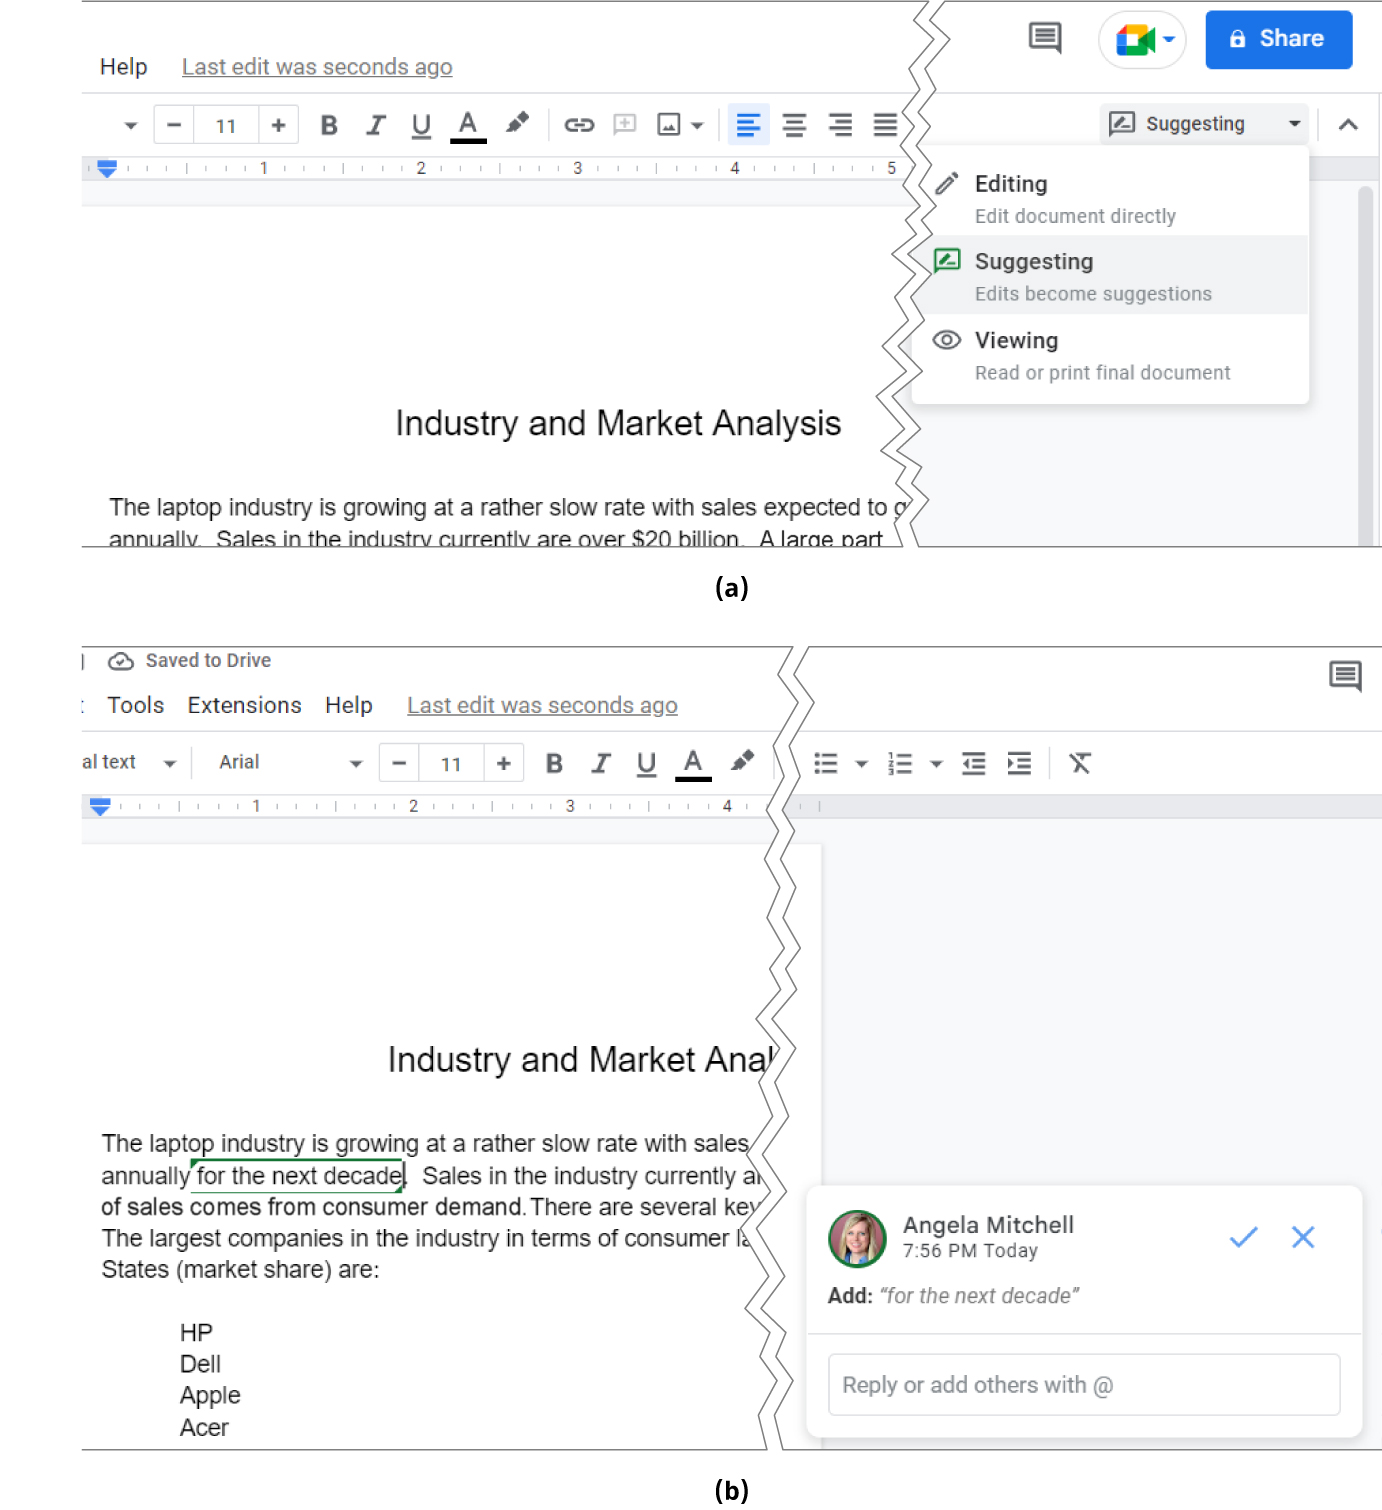 Share
Help Last edit was seconds ago
11 B I U A Suggesting
1 2 3 4 5
Editing
Edit document directly
Suggesting
Edits become suggestions
Viewing
Read or print final document
Industry and Market Analysis
The laptop industry is growing at a rather slow rate with sales expected to g
annually. Sales in the industry currently are over $20 billion. A large part
(a)
Saved to Drive
Tools Extensions Help Last edit was seconds ago
al text Arial 11 B I U A
1 2 3 4
Industry and Market Anal
The laptop industry is growing at a rather slow rate with sales
annually for the next decade. Sales in the industry currently ar
of sales comes from consumer demand. There are several key
The largest companies in the industry in terms of consumer la
States (market share) are:
HP
Dell
Apple
Acer
Angela Mitchell
7:56 PM Today
Add: “for the next decade”
Reply or add others with @
(b)